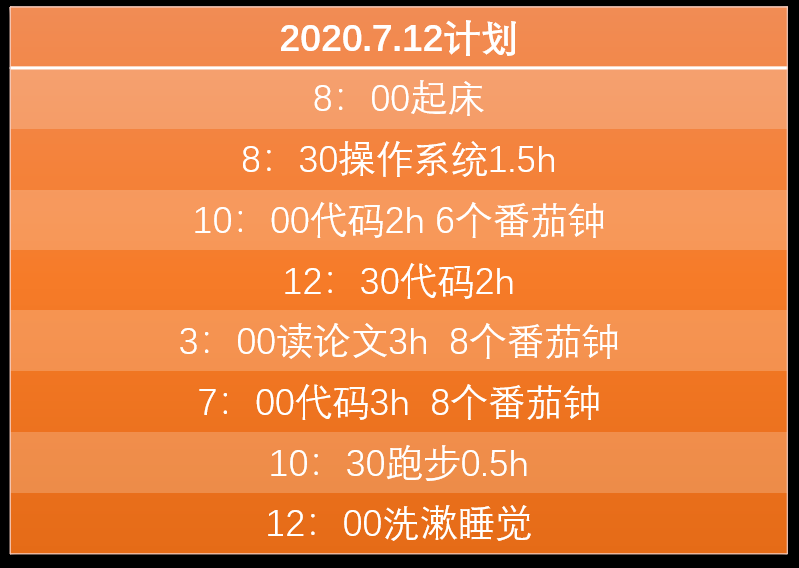 2020.7.12计划
8：00起床
8：30操作系统1.5h
10：00代码2h 6个番茄钟
12：30代码2h
3：00读论文3h  8个番茄钟
7：00代码3h  8个番茄钟
10：30跑步0.5h
12：00洗漱睡觉